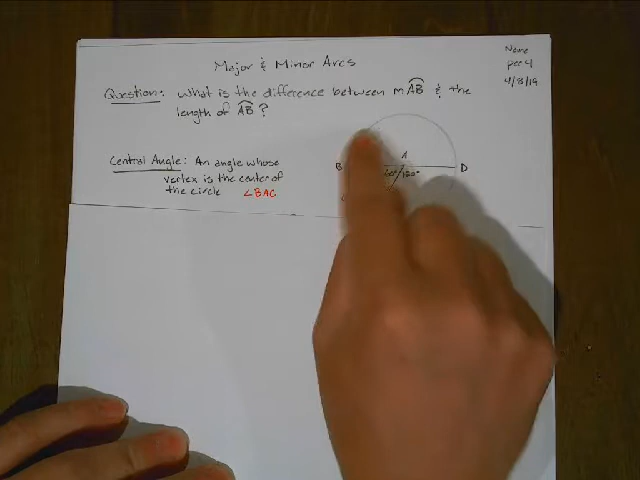 Major & Minor Arcs
Name
per 4
4/8/19
Question: What is the difference between mAB & the
length of AB?
Central Angle: An angle whose
vertex is the center of
the circle ∠BAC
A
B
D
120°